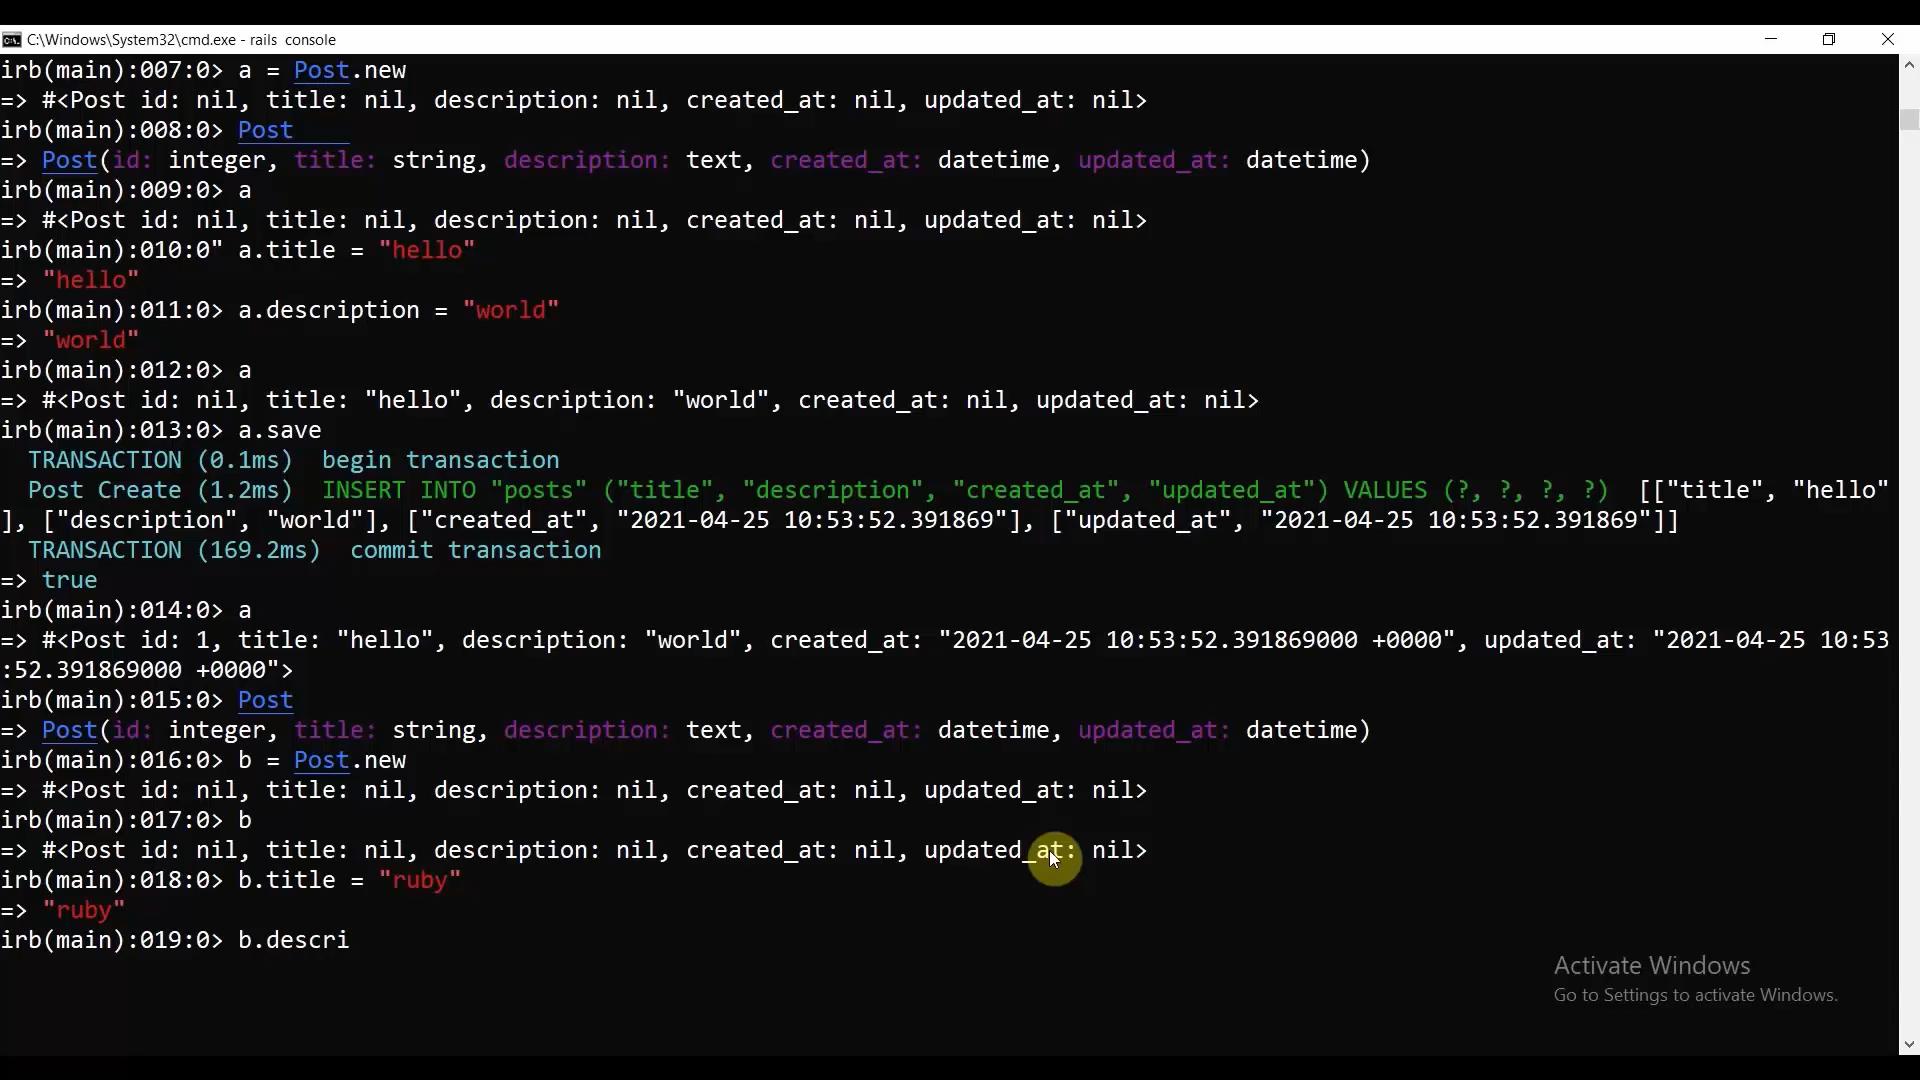 C:\Windows\System32\cmd.exe - rails  console
irb(main):007:0> a = Post.new
=> #<Post id: nil, title: nil, description: nil, created_at: nil, updated_at: nil>
irb(main):008:0> Post
=> Post(id: integer, title: string, description: text, created_at: datetime, updated_at: datetime)
irb(main):009:0> a
=> #<Post id: nil, title: nil, description: nil, created_at: nil, updated_at: nil>
irb(main):010:0" a.title = "hello"
=> "hello"
irb(main):011:0> a.description = "world"
=> "world"
irb(main):012:0> a
=> #<Post id: nil, title: "hello", description: "world", created_at: nil, updated_at: nil>
irb(main):013:0> a.save
  TRANSACTION (0.1ms)  begin transaction
  Post Create (1.2ms)  INSERT INTO "posts" ("title", "description", "created_at", "updated_at") VALUES (?, ?, ?, ?)  [["title", "hello"
], ["description", "world"], ["created_at", "2021-04-25 10:53:52.391869"], ["updated_at", "2021-04-25 10:53:52.391869"]]
  TRANSACTION (169.2ms)  commit transaction
=> true
irb(main):014:0> a
=> #<Post id: 1, title: "hello", description: "world", created_at: "2021-04-25 10:53:52.391869000 +0000", updated_at: "2021-04-25 10:53
:52.391869000 +0000">
irb(main):015:0> Post
=> Post(id: integer, title: string, description: text, created_at: datetime, updated_at: datetime)
irb(main):016:0> b = Post.new
=> #<Post id: nil, title: nil, description: nil, created_at: nil, updated_at: nil>
irb(main):017:0> b
=> #<Post id: nil, title: nil, description: nil, created_at: nil, updated_at: nil>
irb(main):018:0> b.title = "ruby"
=> "ruby"
irb(main):019:0> b.descri
Activate Windows
Go to Settings to activate Windows.